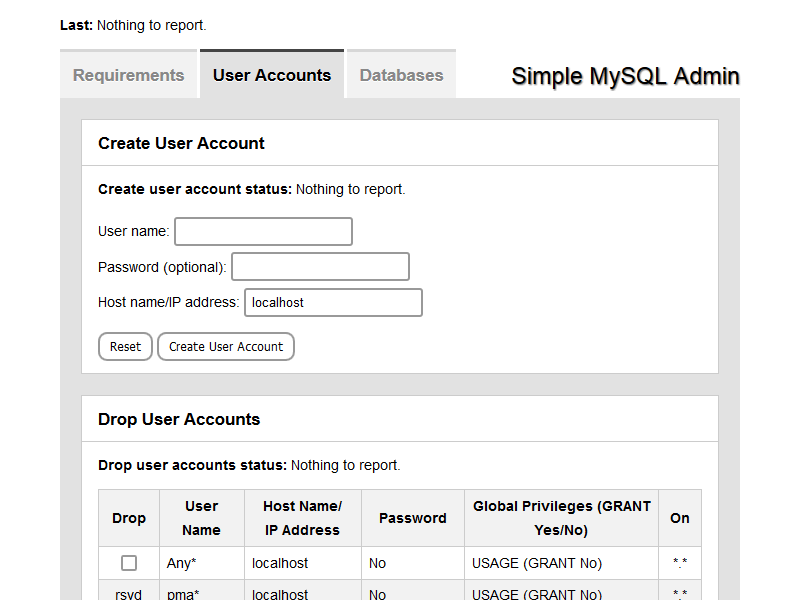 Last: Nothing to report.
Requirements
User Accounts
Databases
Simple MySQL Admin
Create User Account
Create user account status: Nothing to report.
User name:
Password (optional):
Host name/IP address: localhost
Reset
Create User Account
Drop User Accounts
Drop user accounts status: Nothing to report.
Drop
User
Name
Host Name/
IP Address
Password
Global Privileges (GRANT
Yes/No)
On
Any* localhost No USAGE (GRANT No) *.*
rsvd pma* localhost No USAGE (GRANT No) *.*